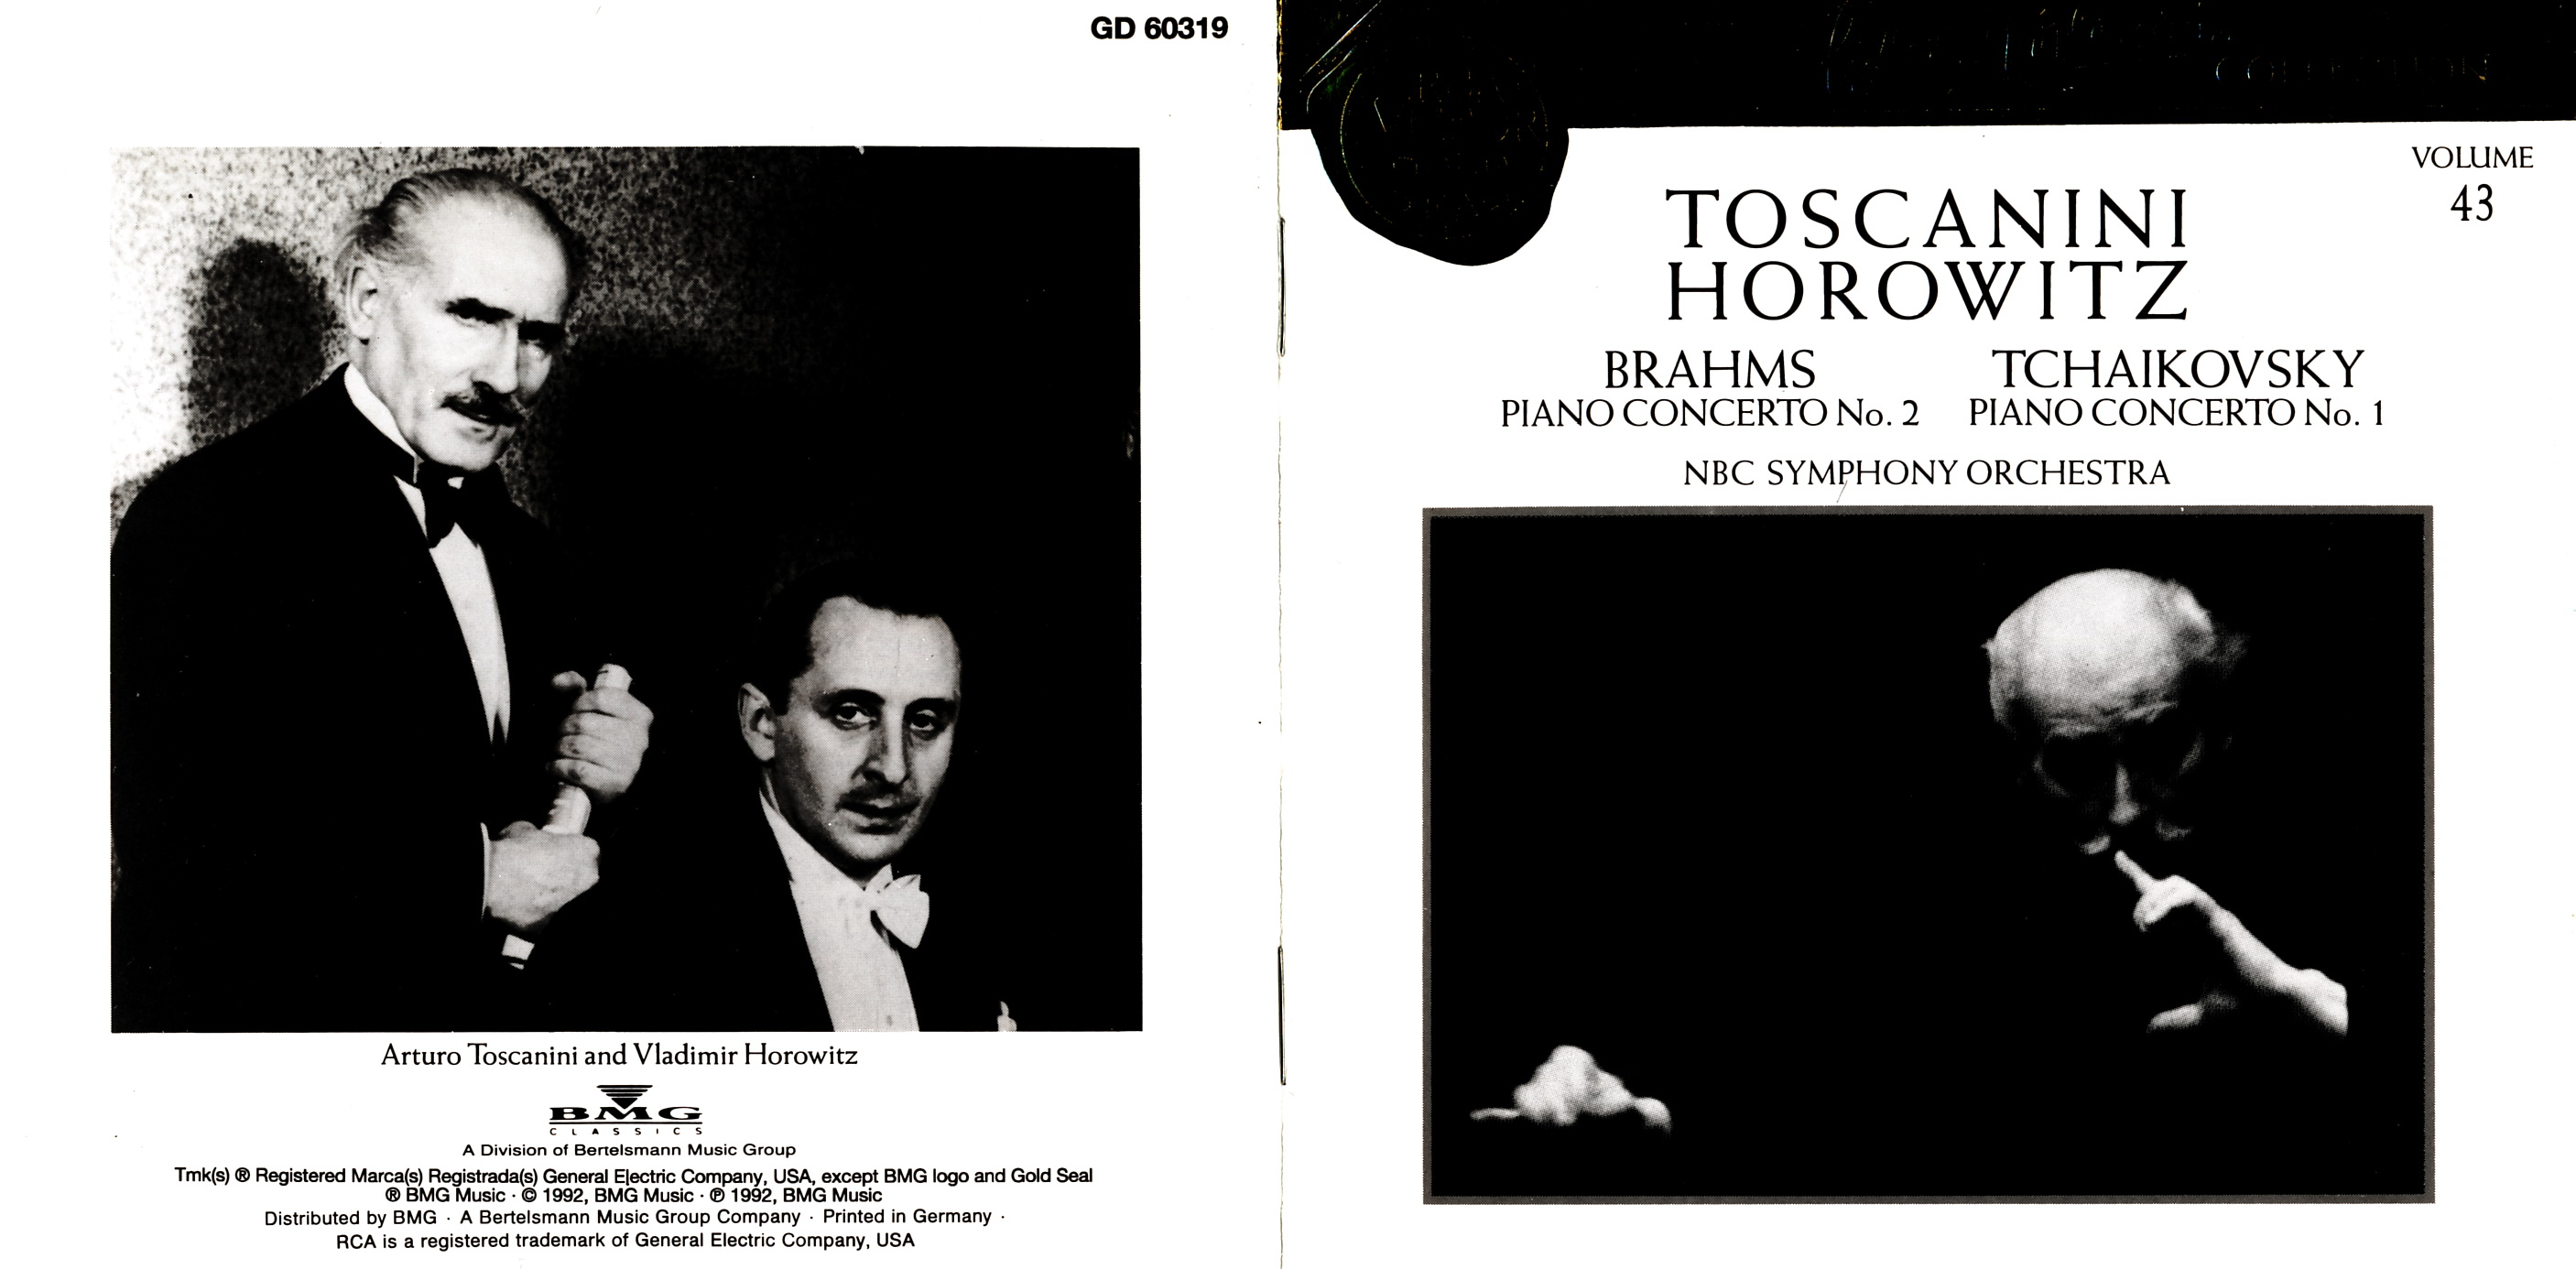 GD 60319
Arturo Toscanini and Vladimir Horowitz
BMG
CLASSICS
A Division of Bertelsmann Music Group
Tmk(s) ® Registered Marca(s) Registrada(s) General Electric Company, USA, except BMG logo and Gold Seal
® BMG Music · © 1992, BMG Music · ℗ 1992, BMG Music
Distributed by BMG · A Bertelsmann Music Group Company · Printed in Germany ·
RCA is a registered trademark of General Electric Company, USA
COLLECTION
VOLUME
43
TOSCANINI
HOROWITZ
BRAHMS
PIANO CONCERTO No. 2
TCHAIKOVSKY
PIANO CONCERTO No. 1
NBC SYMPHONY ORCHESTRA